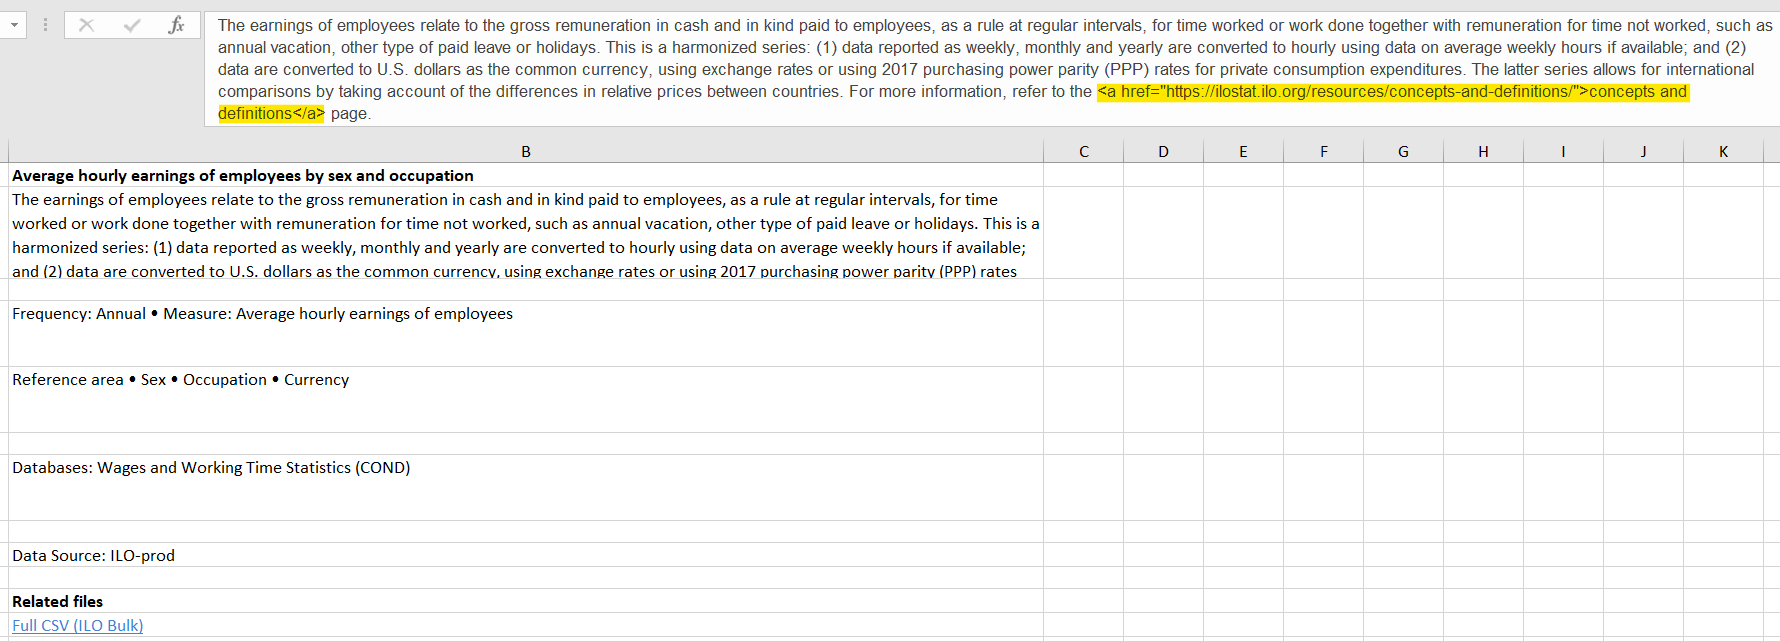 fx
The earnings of employees relate to the gross remuneration in cash and in kind paid to employees, as a rule at regular intervals, for time worked or work done together with remuneration for time not worked, such as
annual vacation, other type of paid leave or holidays. This is a harmonized series: (1) data reported as weekly, monthly and yearly are converted to hourly using data on average weekly hours if available; and (2)
data are converted to U.S. dollars as the common currency, using exchange rates or using 2017 purchasing power parity (PPP) rates for private consumption expenditures. The latter series allows for international
comparisons by taking account of the differences in relative prices between countries. For more information, refer to the <a href="https://ilostat.ilo.org/resources/concepts-and-definitions/">concepts and
definitions</a> page.
B C D E F G H I J K
Average hourly earnings of employees by sex and occupation
The earnings of employees relate to the gross remuneration in cash and in kind paid to employees, as a rule at regular intervals, for time
worked or work done together with remuneration for time not worked, such as annual vacation, other type of paid leave or holidays. This is a
harmonized series: (1) data reported as weekly, monthly and yearly are converted to hourly using data on average weekly hours if available;
and (2) data are converted to U.S. dollars as the common currency, using exchange rates or using 2017 purchasing power parity (PPP) rates
Frequency: Annual • Measure: Average hourly earnings of employees
Reference area • Sex • Occupation • Currency
Databases: Wages and Working Time Statistics (COND)
Data Source: ILO-prod
Related files
Full CSV (ILO Bulk)